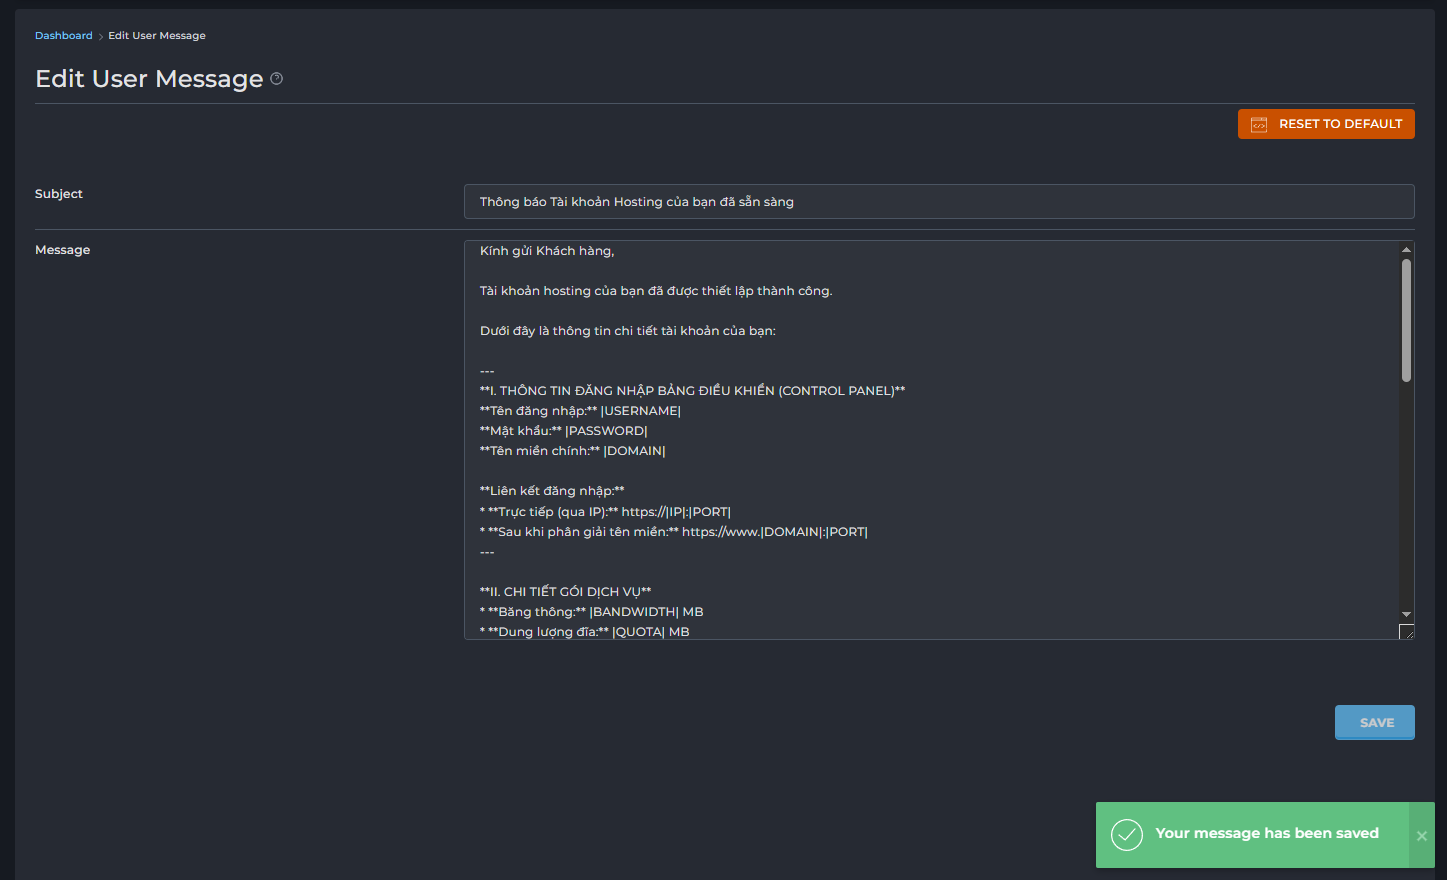 Dashboard > Edit User Message
Edit User Message
RESET TO DEFAULT
Subject
Thông báo Tài khoản Hosting của bạn đã sẵn sàng
Message
Kính gửi Khách hàng,
Tài khoản hosting của bạn đã được thiết lập thành công.
Dưới đây là thông tin chi tiết tài khoản của bạn:
---
**I. THÔNG TIN ĐĂNG NHẬP BẢNG ĐIỀU KHIỂN (CONTROL PANEL)**
**Tên đăng nhập:** |USERNAME|
**Mật khẩu:** |PASSWORD|
**Tên miền chính:** |DOMAIN|
**Liên kết đăng nhập:**
* **Trực tiếp (qua IP):** https://|IP|:|PORT|
* **Sau khi phân giải tên miền:** https://www.|DOMAIN|:|PORT|
---
**II. CHI TIẾT GÓI DỊCH VỤ**
* **Băng thông:** |BANDWIDTH| MB
* **Dung lượng đĩa:** |QUOTA| MB
SAVE
Your message has been saved